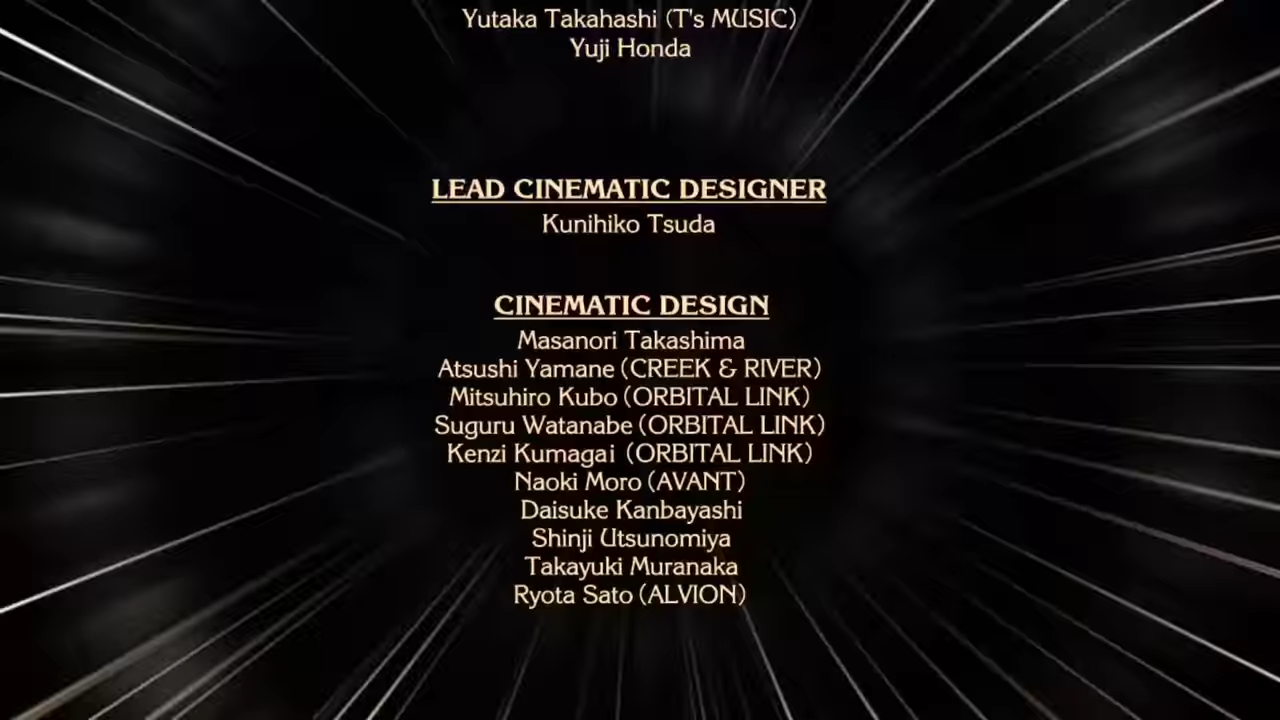 Yutaka Takahashi (T's MUSIC)
Yuji Honda
LEAD CINEMATIC DESIGNER
Kunihiko Tsuda
CINEMATIC DESIGN
Masanori Takashima
Atsushi Yamane (CREEK & RIVER)
Mitsuhiro Kubo (ORBITAL LINK)
Suguru Watanabe (ORBITAL LINK)
Kenzi Kumagai (ORBITAL LINK)
Naoki Moro (AVANT)
Daisuke Kanbayashi
Shinji Utsunomiya
Takayuki Muranaka
Ryota Sato (ALVION)